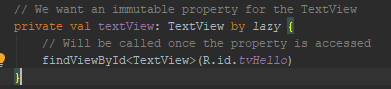 // We want an immutable property for the TextView
private val textView: TextView by lazy {
// Will be called once the property is accessed
findViewById<TextView>(R.id.tvHello)
}